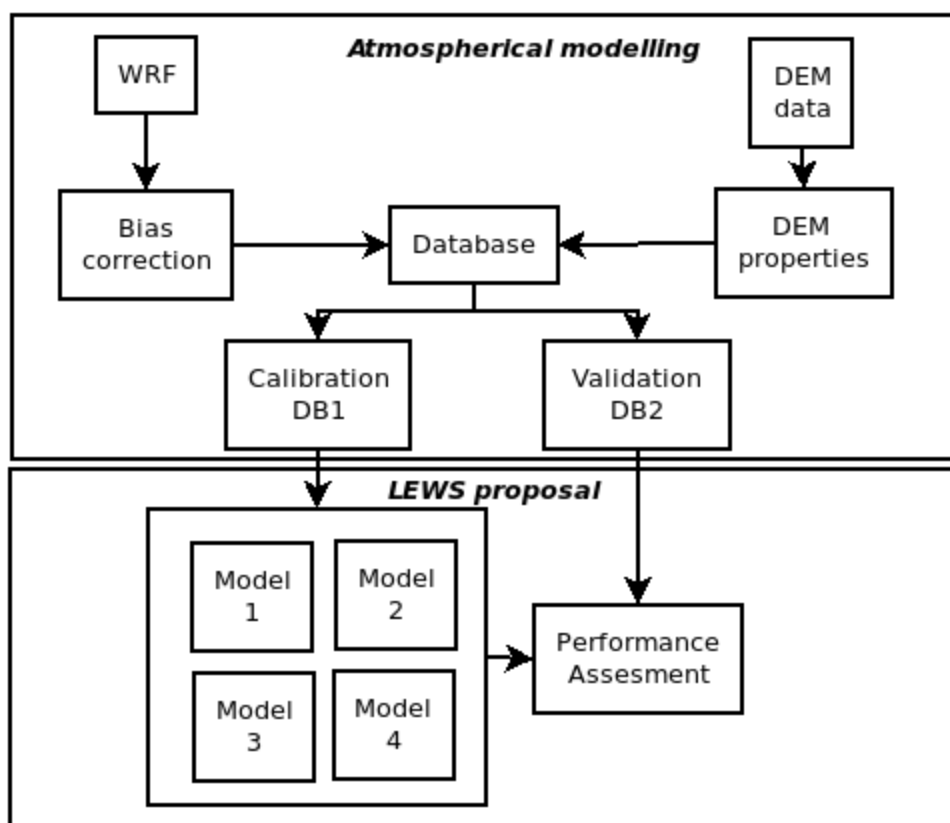 Atmospherical modelling
WRF
DEM
data
Bias
correction
Database
DEM
properties
Calibration
DB1
Validation
DB2
LEWS proposal
Model
1
Model
2
Performance
Assesment
Model
3
Model
4